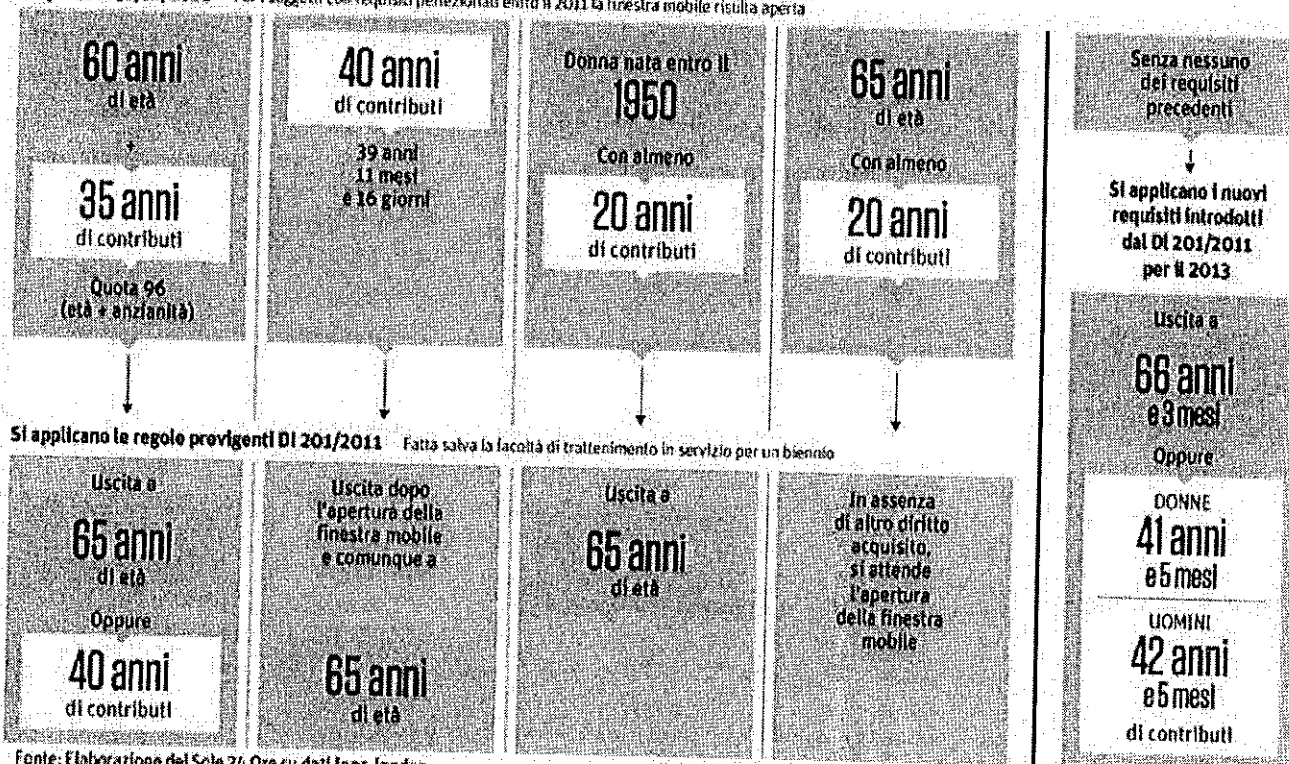 soggetti con requisiti perfezionati entro il 2011 la finestra mobile risulta aperta
60 anni
di età
+
35 anni
di contributi
Quota 96
(età + anzianità)
40 anni
di contributi
39 anni
11 mesi
e 16 giorni
Donna nata entro il
1950
Con almeno
20 anni
di contributi
65 anni
di età
Con almeno
20 anni
di contributi
Senza nessuno
dei requisiti
precedenti
Si applicano i nuovi
requisiti introdotti
dal Dl 201/2011
per il 2013
Uscita a
66 anni
e 3 mesi
Oppure
DONNE
41 anni
e 5 mesi
UOMINI
42 anni
e 5 mesi
di contributi
Si applicano le regole previgenti Dl 201/2011 Fatta salva la facoltà di trattenimento in servizio per un biennio
Uscita a
65 anni
di età
Oppure
40 anni
di contributi
Uscita dopo
l'apertura della
finestra mobile
e comunque a
65 anni
di età
Uscita a
65 anni
di età
In assenza
di altro diritto
acquisito,
si attende
l'apertura
della finestra
mobile
Fonte: Elaborazione del Sole 24 Ore su dati